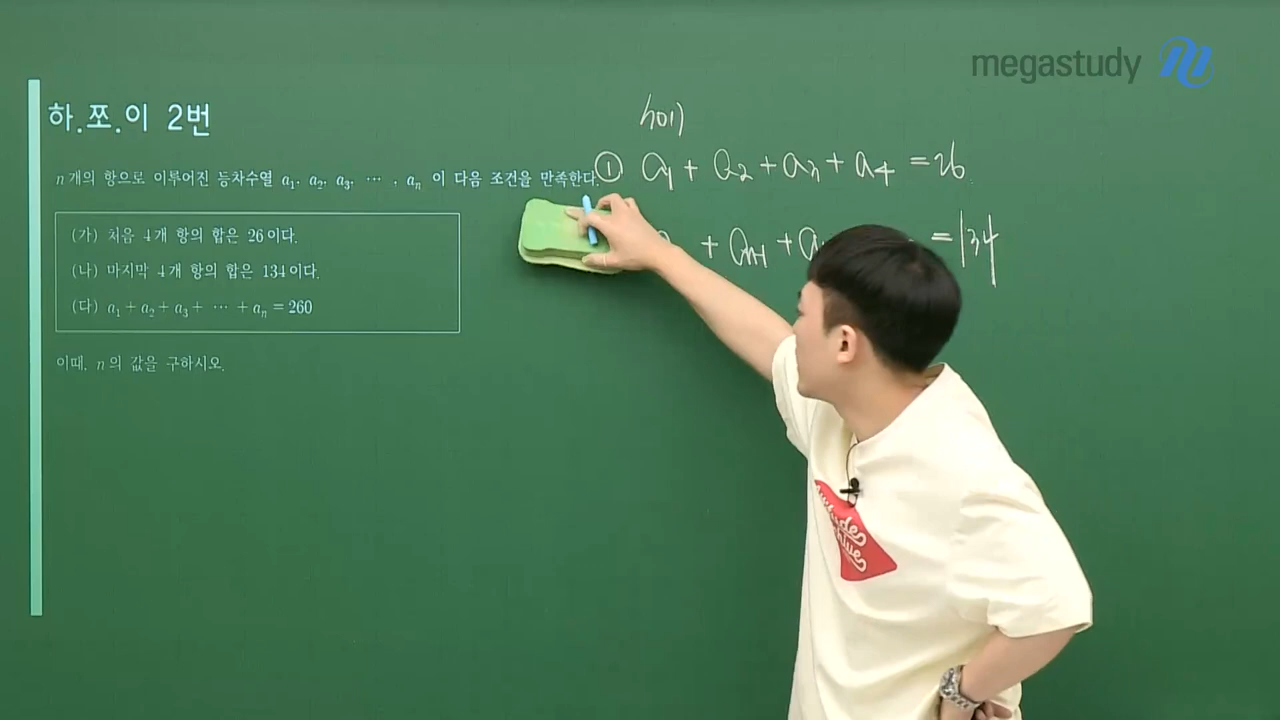 megastudy
하.쪼.이 2번
n개의 항으로 이루어진 등차수열 a₁, a₂, a₃, ⋯, aₙ 이 다음 조건을 만족한다.
(가) 처음 4개 항의 합은 26이다.
(나) 마지막 4개 항의 합은 134이다.
(다) a₁ + a₂ + a₃ + ⋯ + aₙ = 260
이때, n의 값을 구하시오.
① a₁ + a₂ + a₃ + a₄ = 26
+ aₙ₋₁ + = 134